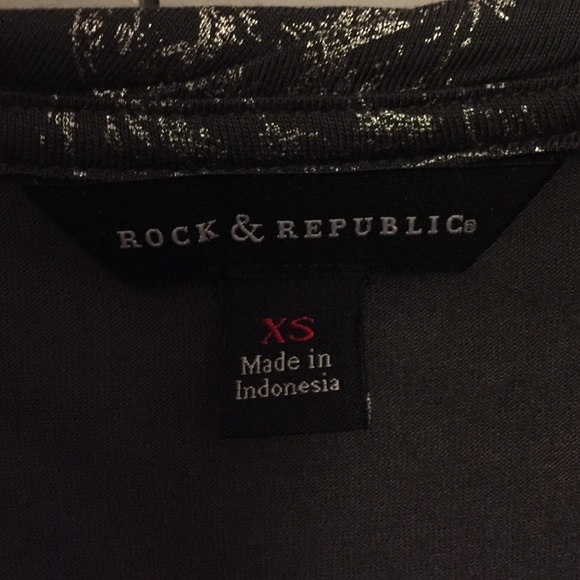 ROCK & REPUBLIC®
XS
Made in
Indonesia